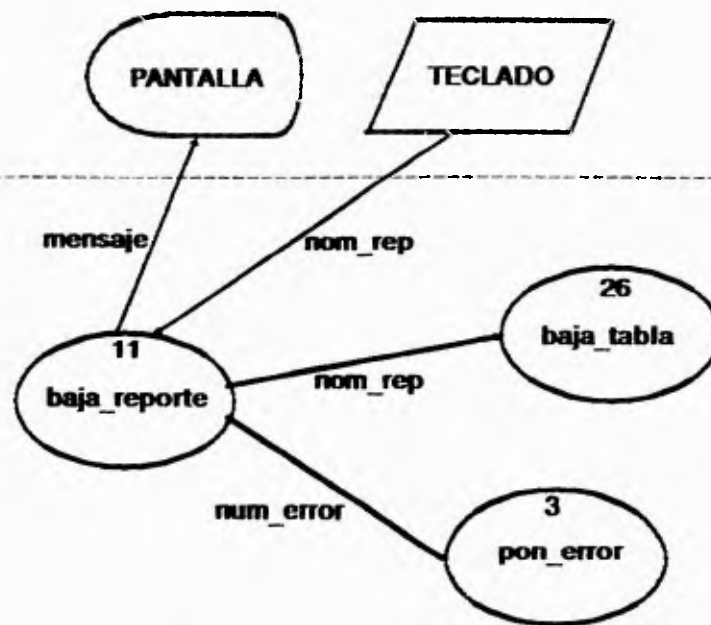 PANTALLA
TECLADO
mensaje
nom_rep
26
baja_tabla
11
baja_reporte
nom_rep
num_error
3
pon_error